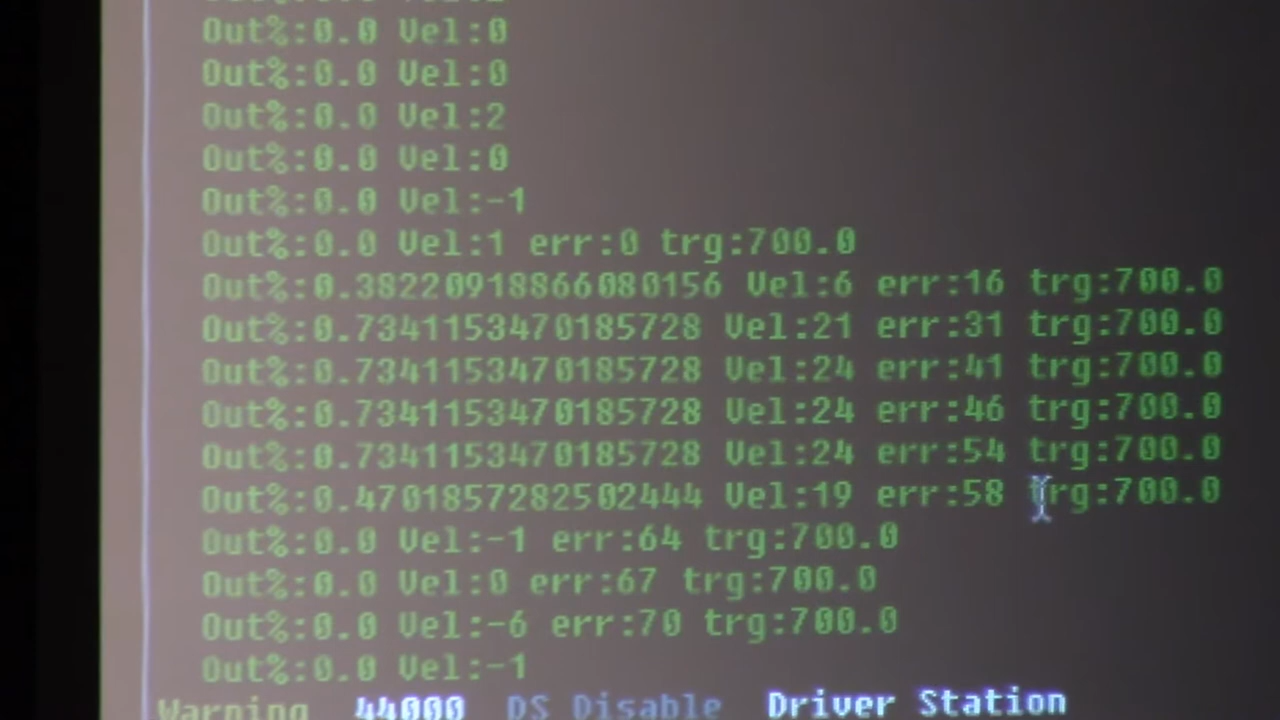 Out%:0.0 Vel:0
Out%:0.0 Vel:0
Out%:0.0 Vel:2
Out%:0.0 Vel:0
Out%:0.0 Vel:-1
Out%:0.0 Vel:1 err:0 trg:700.0
Out%:0.38220918866080156 Vel:6 err:16 trg:700.0
Out%:0.7341153470185728 Vel:21 err:31 trg:700.0
Out%:0.7341153470185728 Vel:24 err:41 trg:700.0
Out%:0.7341153470185728 Vel:24 err:46 trg:700.0
Out%:0.7341153470185728 Vel:24 err:54 trg:700.0
Out%:0.4701857282502444 Vel:19 err:58 trg:700.0
Out%:0.0 Vel:-1 err:64 trg:700.0
Out%:0.0 Vel:0 err:67 trg:700.0
Out%:0.0 Vel:-6 err:70 trg:700.0
Out%:0.0 Vel:-1
Warning 44000 DS Disable Driver Station